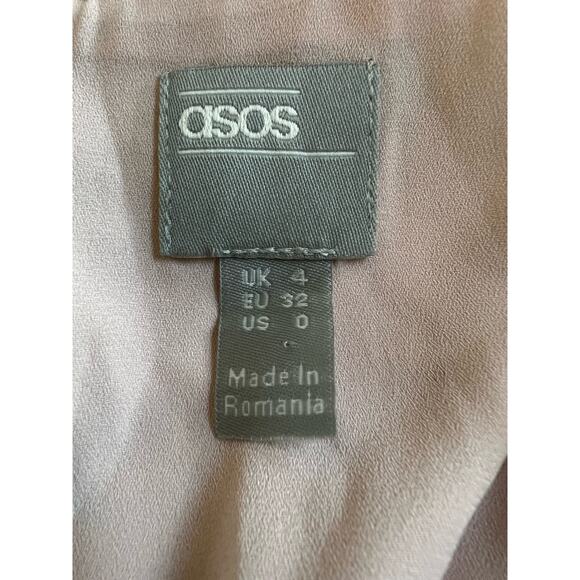 asos
UK 4
EU 32
US 0
Made In
Romania